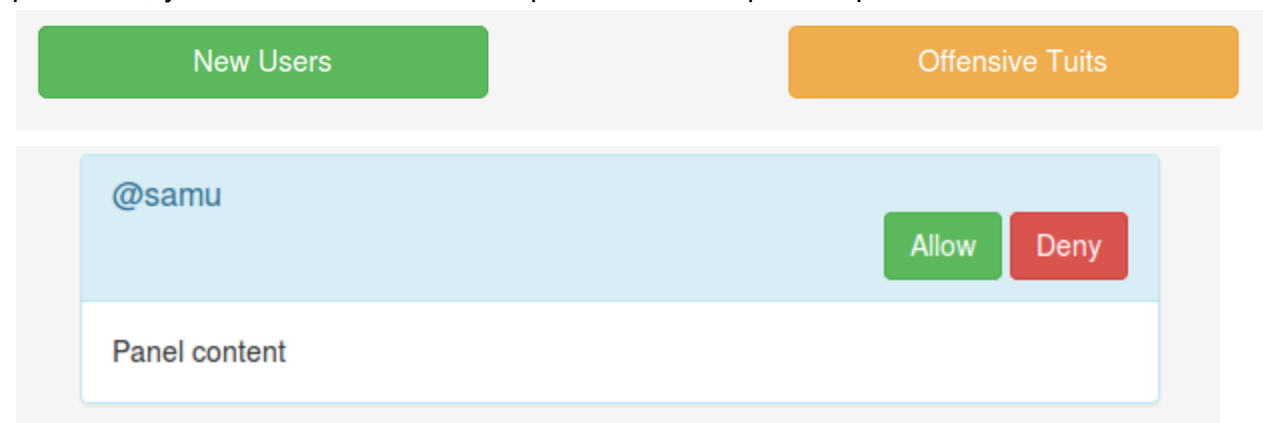 New Users
Offensive Tuits
@samu
Allow
Deny
Panel content